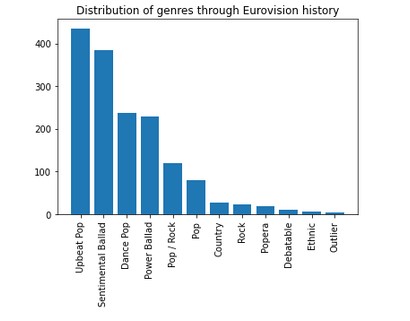 Distribution of genres through Eurovision history
400
300
200
100
0
Upbeat Pop
Sentimental Ballad
Dance Pop
Power Ballad
Pop / Rock
Pop
Country
Rock
Popera
Debatable
Ethnic
Outlier